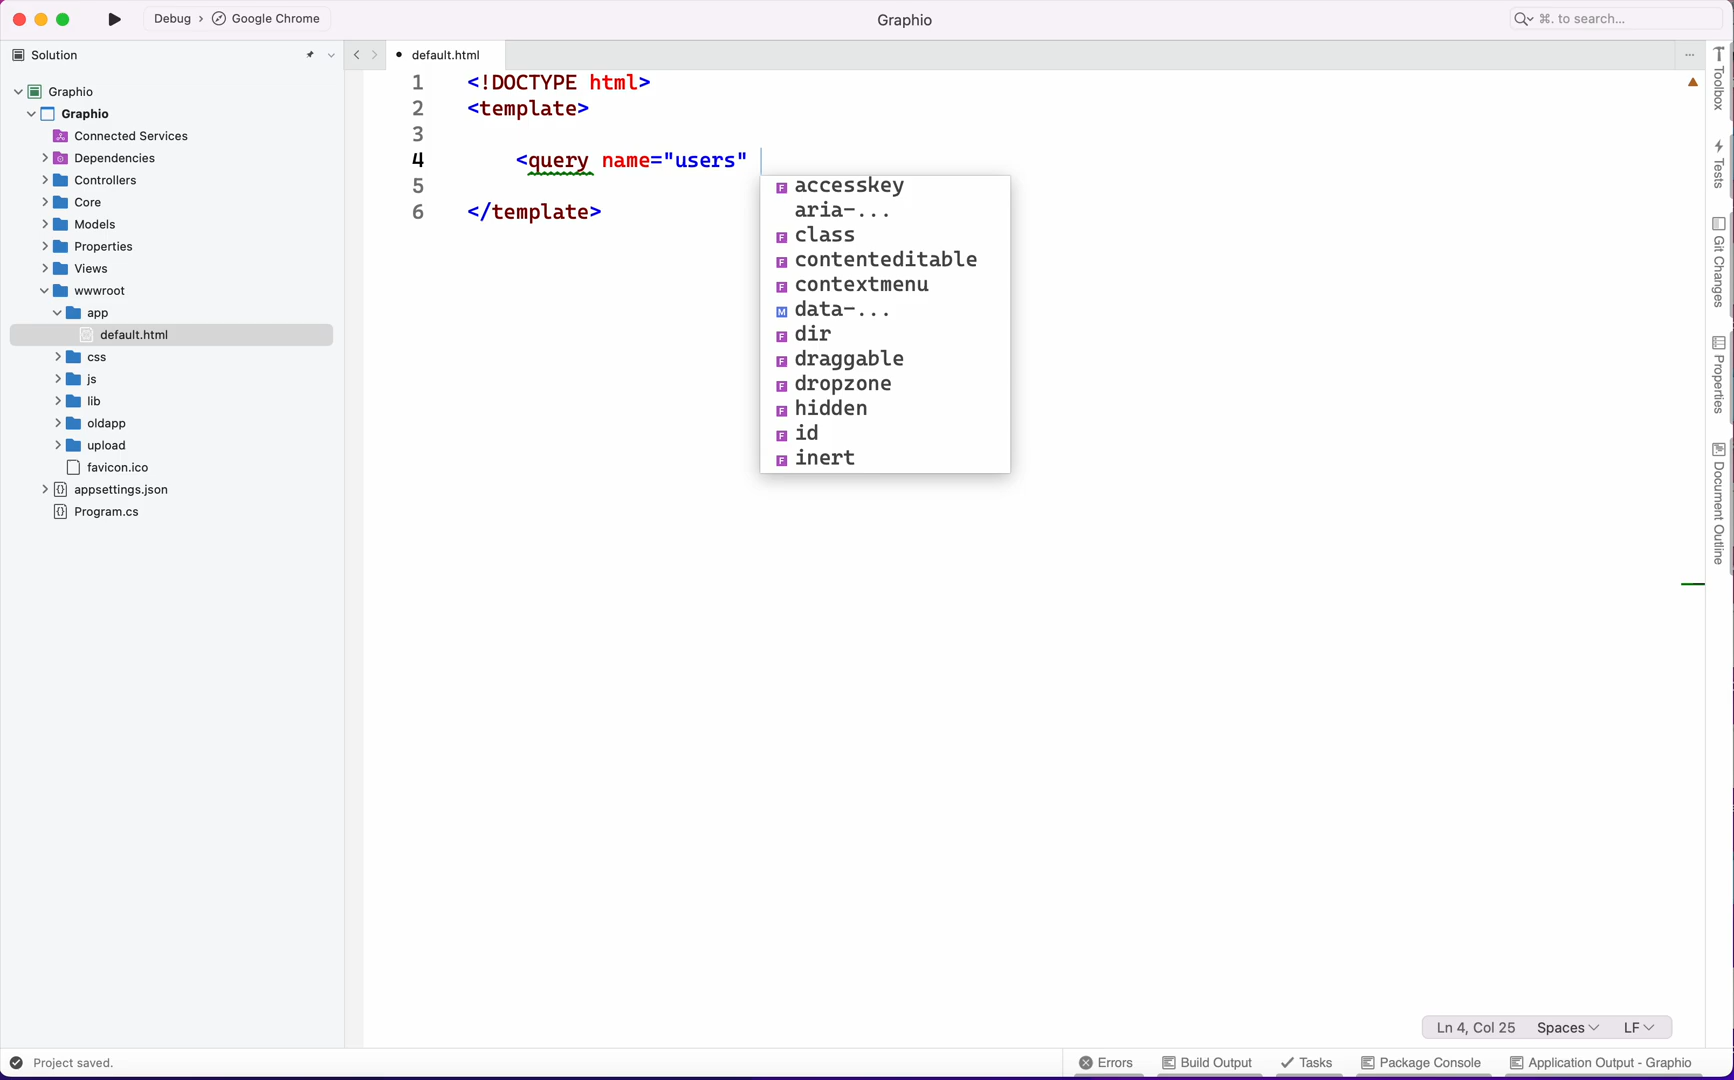 Debug › Google Chrome
Graphio
⌘. to search...
Solution
default.html
Graphio
Graphio
Connected Services
Dependencies
Controllers
Core
Models
Properties
Views
wwwroot
app
default.html
css
js
lib
oldapp
upload
favicon.ico
appsettings.json
Program.cs
1 <!DOCTYPE html>
2 <template>
3
4 <query name="users"
5
6 </template>
accesskey
aria-...
class
contenteditable
contextmenu
data-...
dir
draggable
dropzone
hidden
id
inert
Toolbox
Tests
Git Changes
Properties
Document Outline
Ln 4, Col 25 Spaces LF
Project saved.
Errors Build Output Tasks Package Console Application Output - Graphio